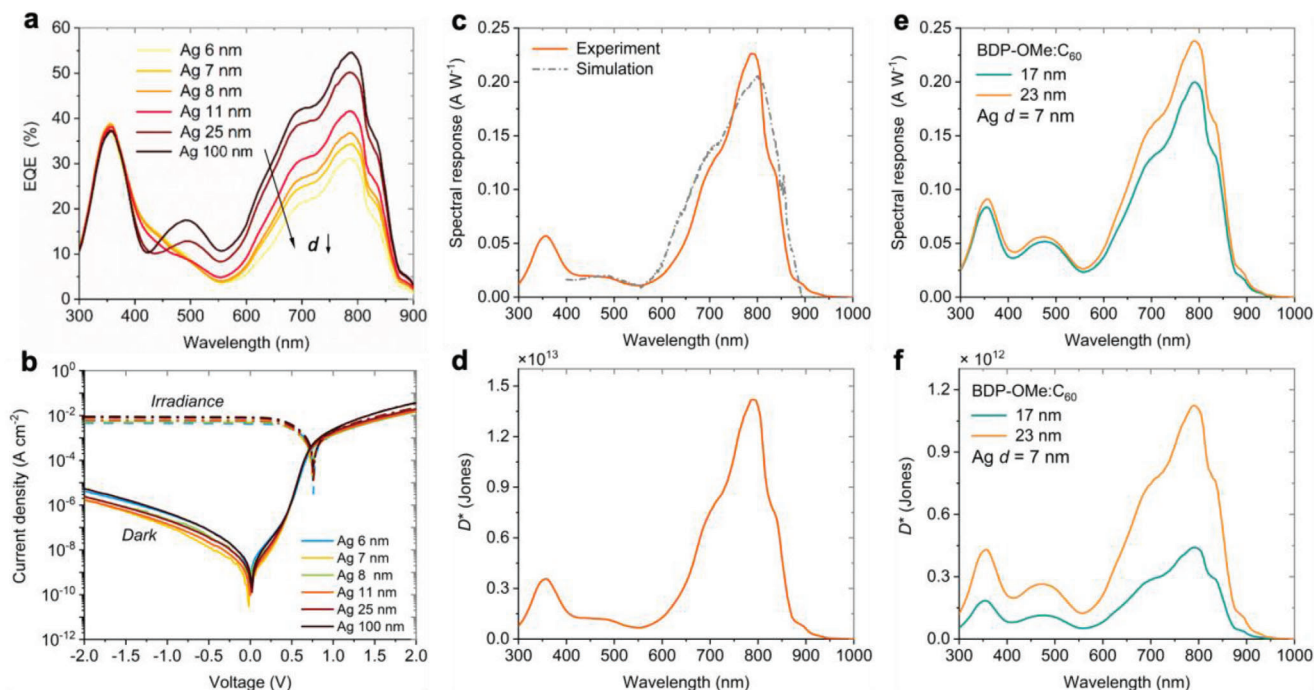 a
60
50
40
30
20
10
0
EQE (%)
Ag 6 nm
Ag 7 nm
Ag 8 nm
Ag 11 nm
Ag 25 nm
Ag 100 nm
d ↓
300 400 500 600 700 800 900
Wavelength (nm)
c
0.25
0.20
0.15
0.10
0.05
0.00
Spectral response (A W⁻¹)
Experiment
Simulation
300 400 500 600 700 800 900 1000
Wavelength (nm)
e
0.25
0.20
0.15
0.10
0.05
0.00
Spectral response (A W⁻¹)
BDP-OMe:C₆₀
17 nm
23 nm
Ag d = 7 nm
300 400 500 600 700 800 900 1000
Wavelength (nm)
b
10⁰
10⁻²
10⁻⁴
10⁻⁶
10⁻⁸
10⁻¹⁰
10⁻¹²
Current density (A cm⁻²)
Irradiance
Dark
Ag 6 nm
Ag 7 nm
Ag 8 nm
Ag 11 nm
Ag 25 nm
Ag 100 nm
-2.0 -1.5 -1.0 -0.5 0.0 0.5 1.0 1.5 2.0
Voltage (V)
d
× 10¹³
1.5
1.2
0.9
0.6
0.3
0.0
D* (Jones)
300 400 500 600 700 800 900 1000
Wavelength (nm)
f
× 10¹²
1.2
0.9
0.6
0.3
0.0
D* (Jones)
BDP-OMe:C₆₀
17 nm
23 nm
Ag d = 7 nm
300 400 500 600 700 800 900 1000
Wavelength (nm)